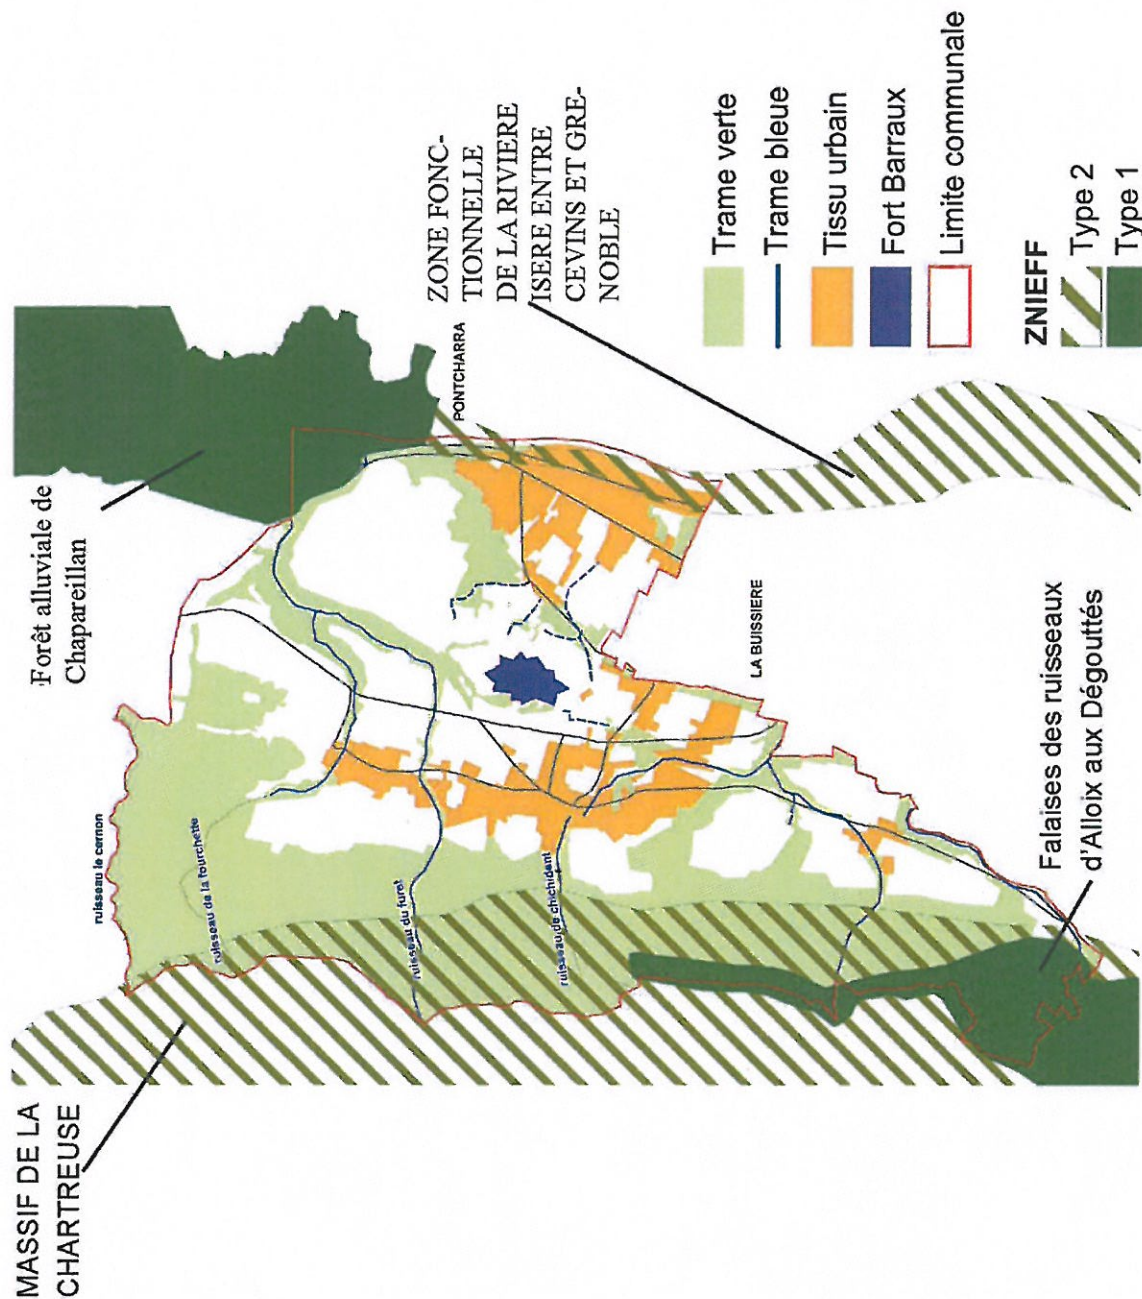 MASSIF DE LA
CHARTREUSE
Forêt alluviale de
Chapareillan
ZONE FONC-
TIONNELLE
DE LA RIVIERE
ISERE ENTRE
CEVINS ET GRE-
NOBLE
PONTCHARRA
LA BUISSIERE
ruisseau le cernon
ruisseau de la fourchette
ruisseau du furet
ruisseau de chichident
Falaises des ruisseaux
d'Alloix aux Dégouttés
Trame verte
Trame bleue
Tissu urbain
Fort Barraux
Limite communale
ZNIEFF
Type 2
Type 1